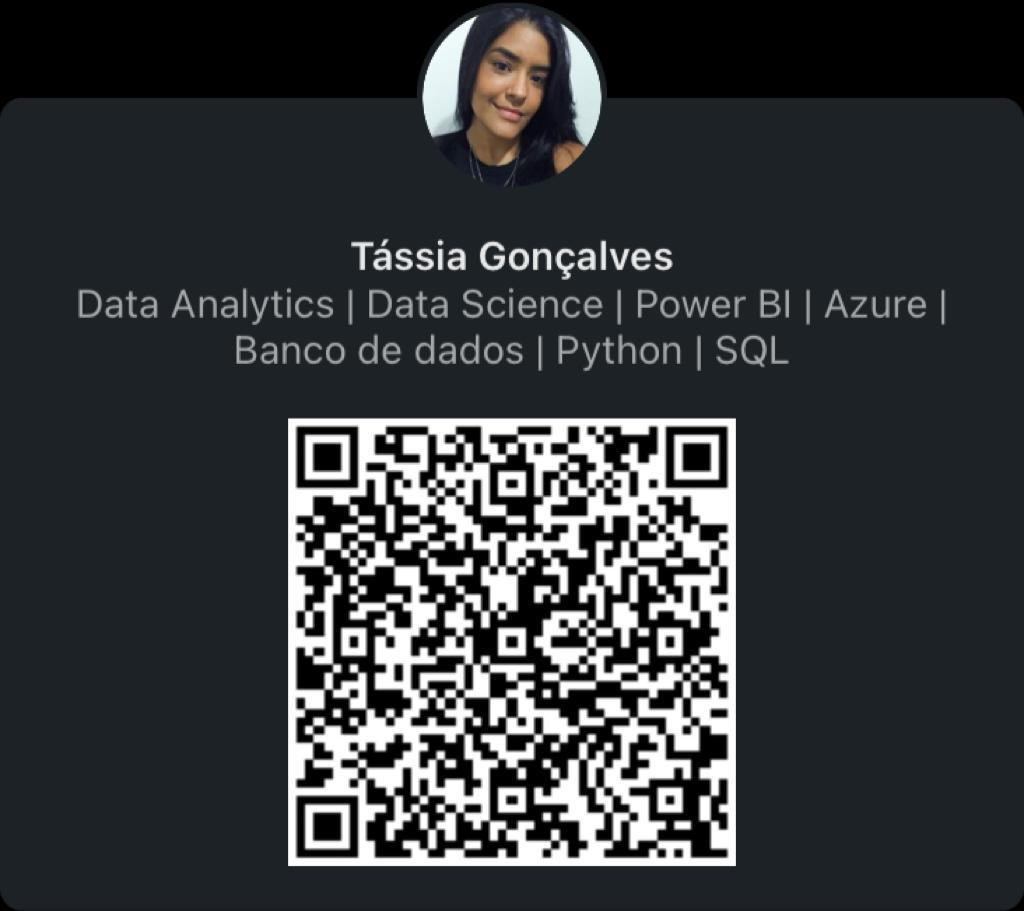 Tássia Gonçalves
Data Analytics | Data Science | Power BI | Azure |
Banco de dados | Python | SQL